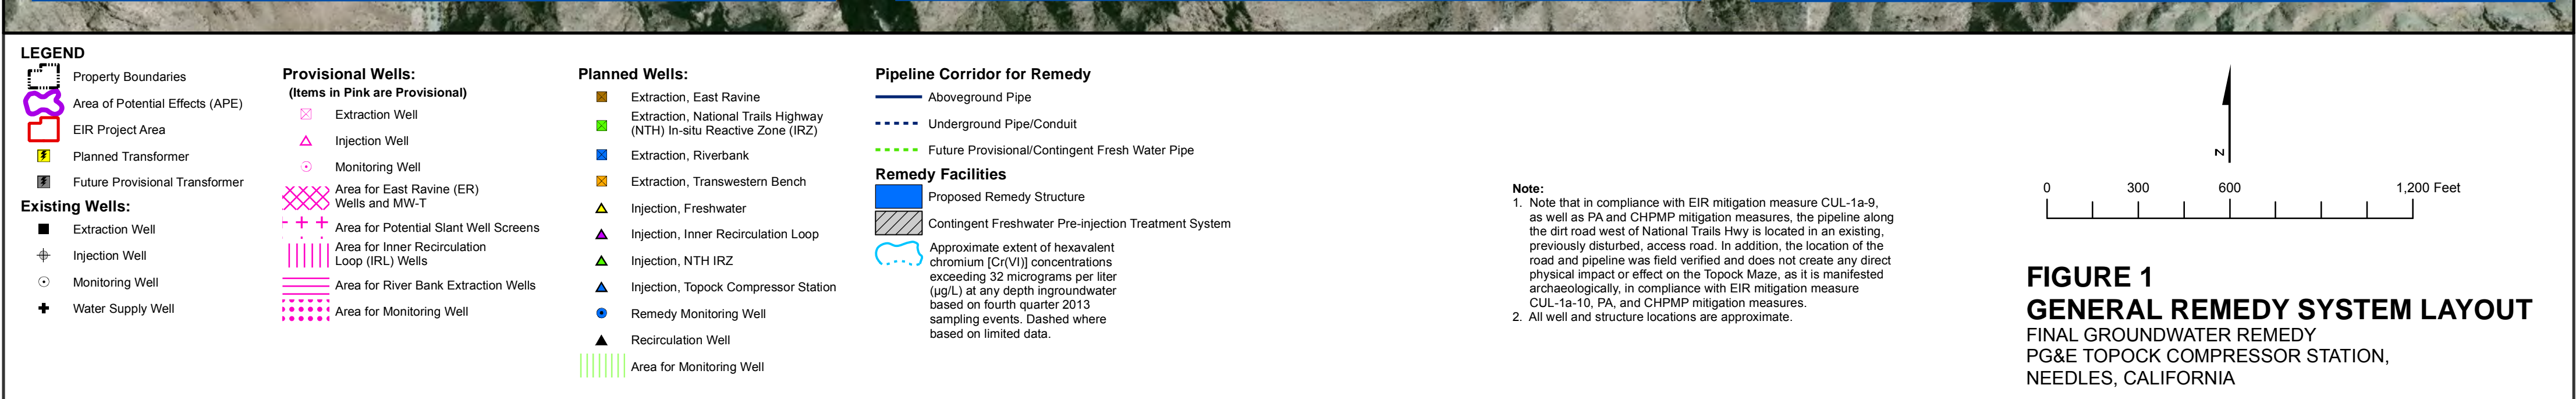 LEGEND
Property Boundaries
Area of Potential Effects (APE)
EIR Project Area
Planned Transformer
Future Provisional Transformer
Existing Wells:
Extraction Well
Injection Well
Monitoring Well
Water Supply Well
Provisional Wells:
(Items in Pink are Provisional)
Extraction Well
Injection Well
Monitoring Well
Area for East Ravine (ER)
Wells and MW-T
Area for Potential Slant Well Screens
Area for Inner Recirculation
Loop (IRL) Wells
Area for River Bank Extraction Wells
Area for Monitoring Well
Planned Wells:
Extraction, East Ravine
Extraction, National Trails Highway
(NTH) In-situ Reactive Zone (IRZ)
Extraction, Riverbank
Extraction, Transwestern Bench
Injection, Freshwater
Injection, Inner Recirculation Loop
Injection, NTH IRZ
Injection, Topock Compressor Station
Remedy Monitoring Well
Recirculation Well
Area for Monitoring Well
Pipeline Corridor for Remedy
Aboveground Pipe
Underground Pipe/Conduit
Future Provisional/Contingent Fresh Water Pipe
Remedy Facilities
Proposed Remedy Structure
Contingent Freshwater Pre-injection Treatment System
Approximate extent of hexavalent
chromium [Cr(VI)] concentrations
exceeding 32 micrograms per liter
(µg/L) at any depth ingroundwater
based on fourth quarter 2013
sampling events. Dashed where
based on limited data.
Note:
1. Note that in compliance with EIR mitigation measure CUL-1a-9,
as well as PA and CHPMP mitigation measures, the pipeline along
the dirt road west of National Trails Hwy is located in an existing,
previously disturbed, access road. In addition, the location of the
road and pipeline was field verified and does not create any direct
physical impact or effect on the Topock Maze, as it is manifested
archaeologically, in compliance with EIR mitigation measure
CUL-1a-10, PA, and CHPMP mitigation measures.
2. All well and structure locations are approximate.
N
0 300 600 1,200 Feet
FIGURE 1
GENERAL REMEDY SYSTEM LAYOUT
FINAL GROUNDWATER REMEDY
PG&E TOPOCK COMPRESSOR STATION,
NEEDLES, CALIFORNIA